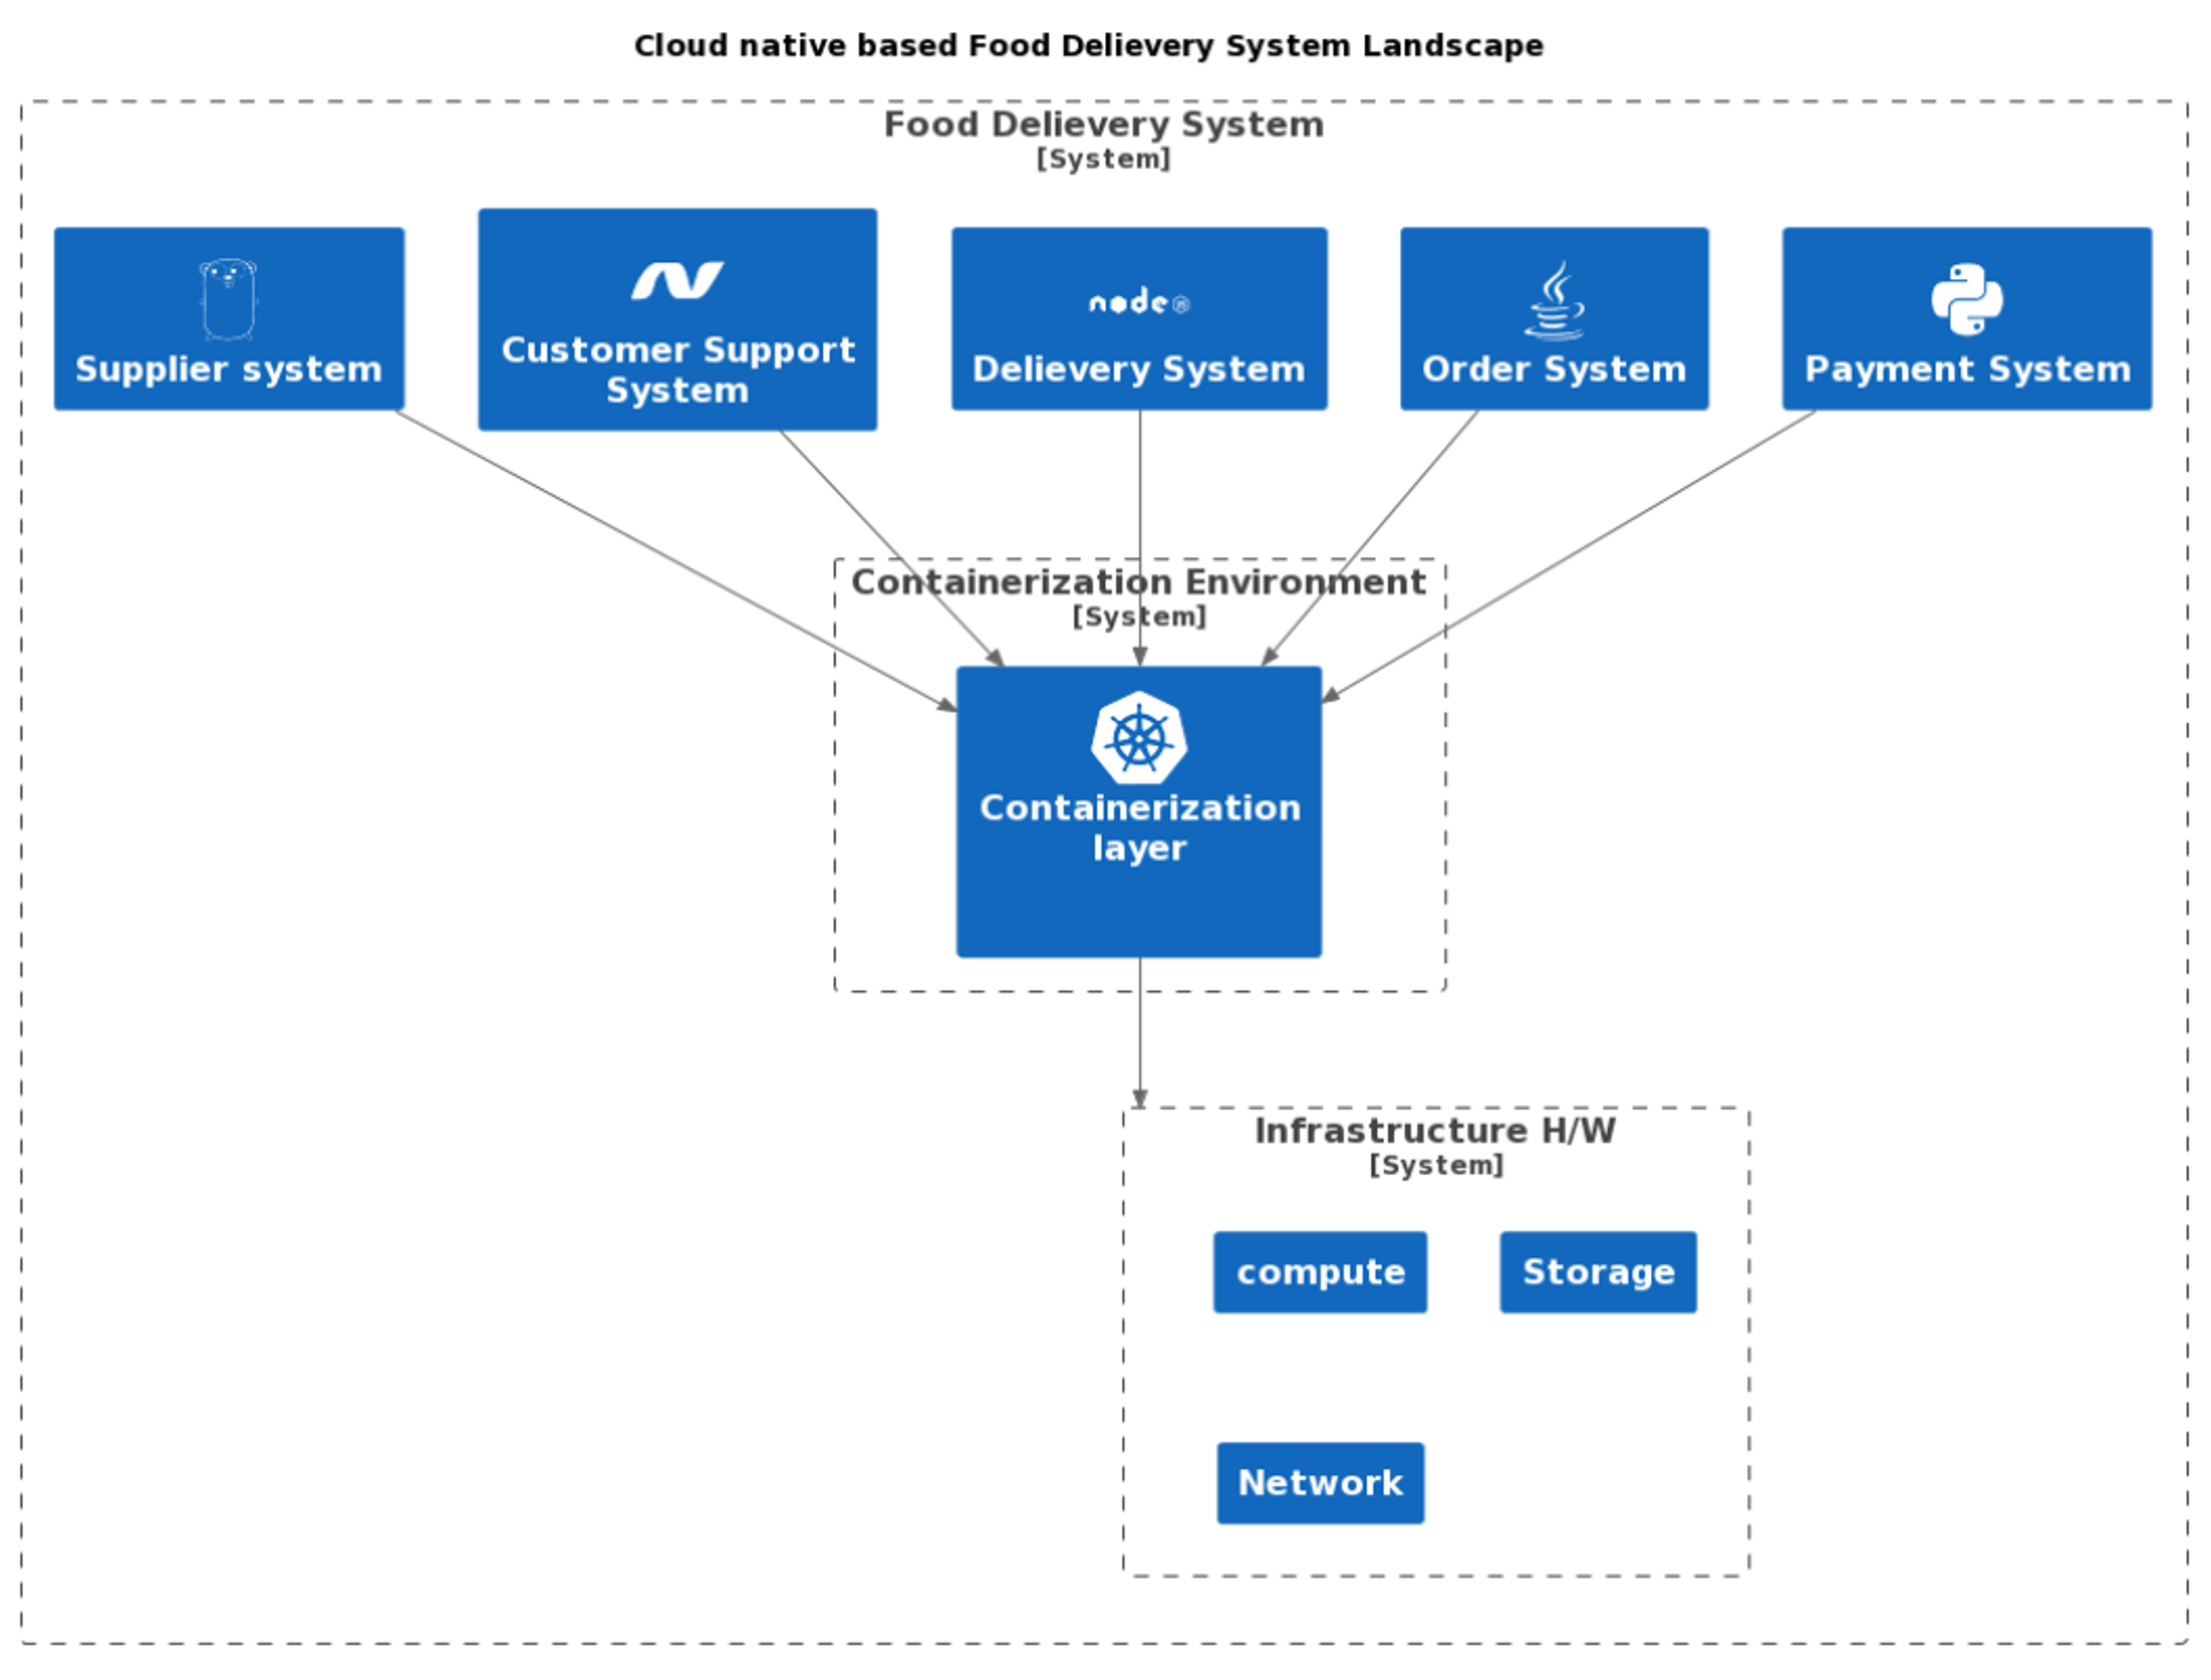 Cloud native based Food Delievery System Landscape
Food Delievery System
[System]
Supplier system
Customer Support
System
node
Delievery System
Order System
Payment System
Containerization Environment
[System]
Containerization
layer
Infrastructure H/W
[System]
compute
Storage
Network